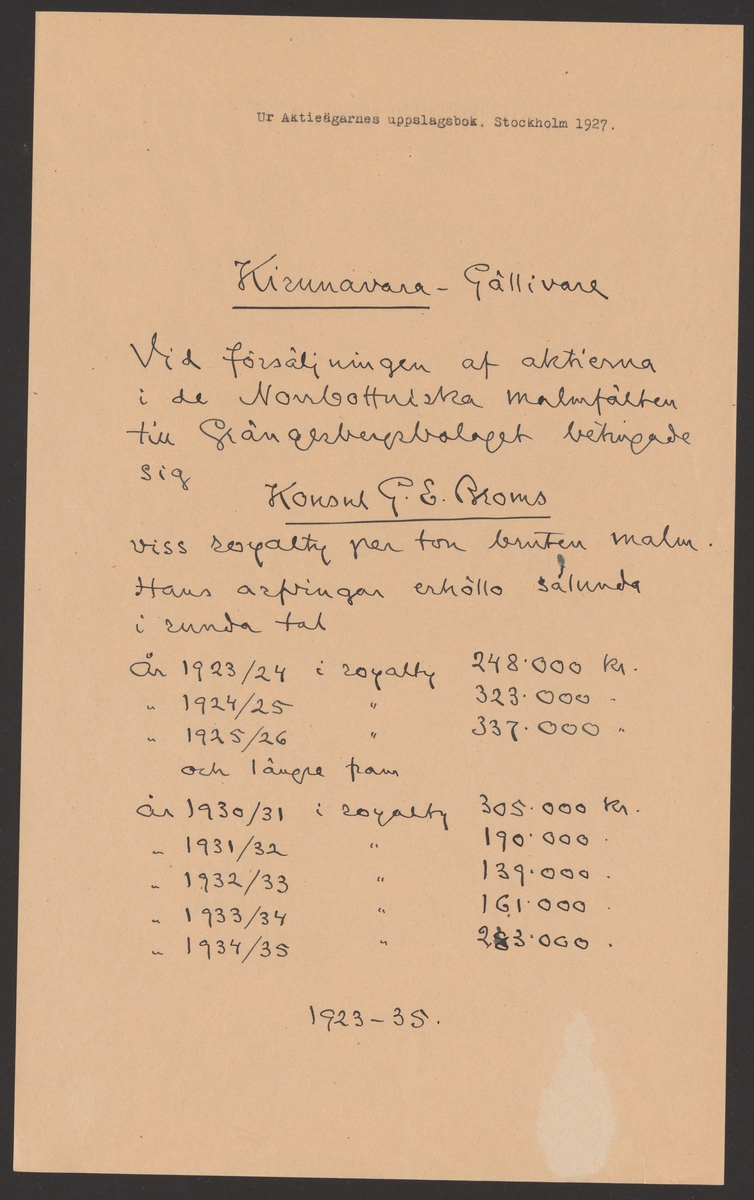 Ur Aktieägarnes uppslagsbok, Stockholm 1927.
Kirunavara - Gällivare
Vid försäljningen af aktierna
i de Norrbottniska malmfälten
till Grängesbergsbolaget betingade
sig
Konsul G. E. Broms
viss royalty per ton bruten malm.
Hans arfvingar erhöllo sålunda
i runda tal
År 1923/24 i royalty 248.000 kr.
" 1924/25 " 323.000 "
" 1925/26 " 337.000 "
och längre fram
År 1930/31 i royalty 305.000 kr.
" 1931/32 " 190.000 .
" 1932/33 " 139.000 .
" 1933/34 " 161.000 .
" 1934/35 " .
1923-35.